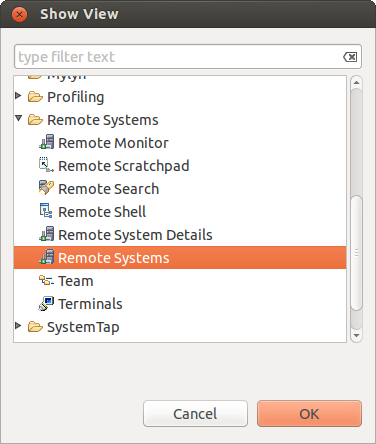 Show View
type filter text
Mylyn
Profiling
Remote Systems
Remote Monitor
Remote Scratchpad
Remote Search
Remote Shell
Remote System Details
Remote Systems
Team
Terminals
SystemTap
Cancel
OK